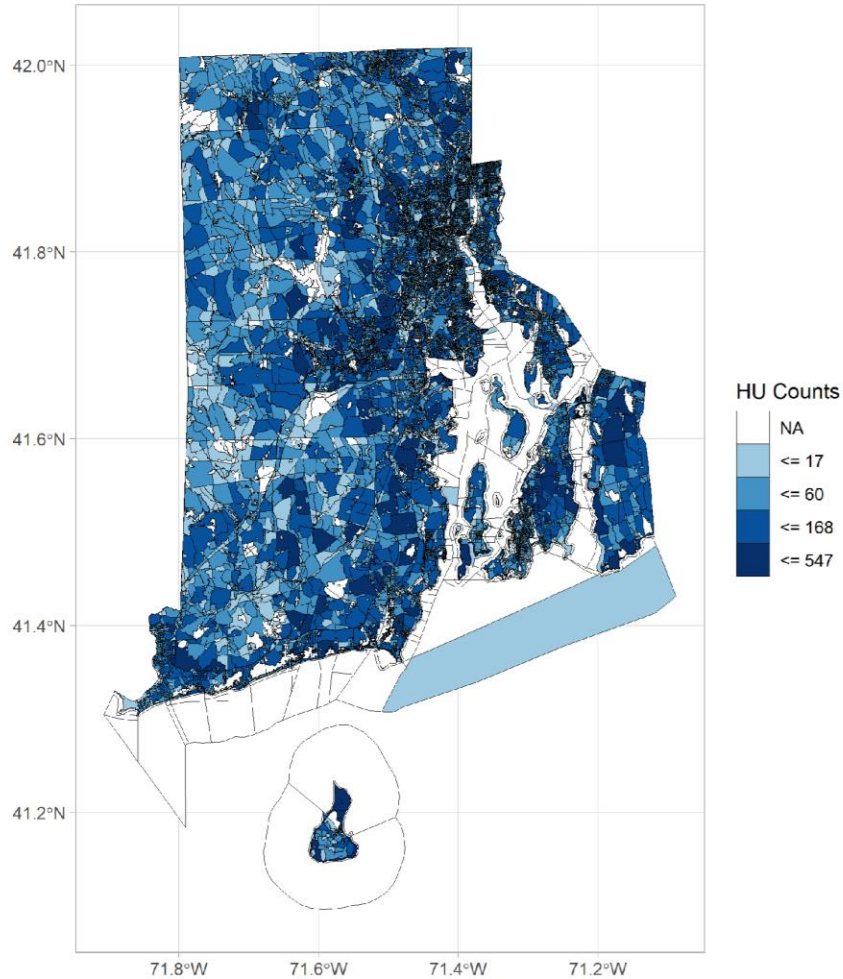 42.0°N
41.8°N
41.6°N
41.4°N
41.2°N
71.8°W
71.6°W
71.4°W
71.2°W
HU Counts
NA
<= 17
<= 60
<= 168
<= 547